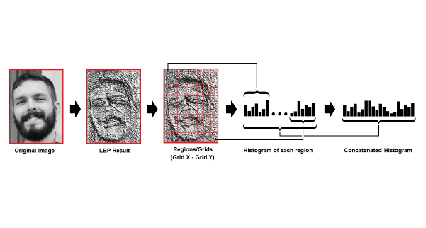 Original Image
LBP Result
Regions/Grids
(Grid X x Grid Y)
Histogram of each region
Concatenated Histogram